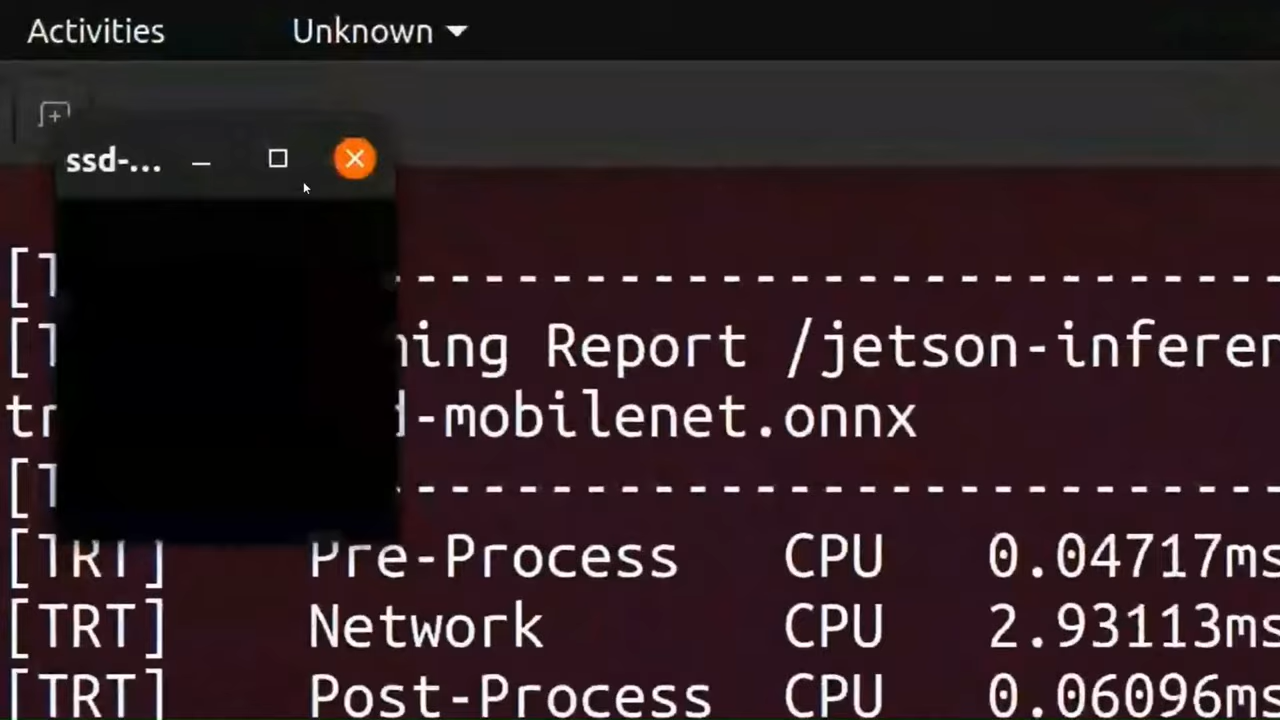 Activities Unknown
ssd-...
[T ------------------------------
[T ning Report /jetson-inferen
tr d-mobilenet.onnx
[T ------------------------------
[TRT] Pre-Process CPU 0.04717ms
[TRT] Network CPU 2.93113ms
[TRT] Post-Process CPU 0.06096ms